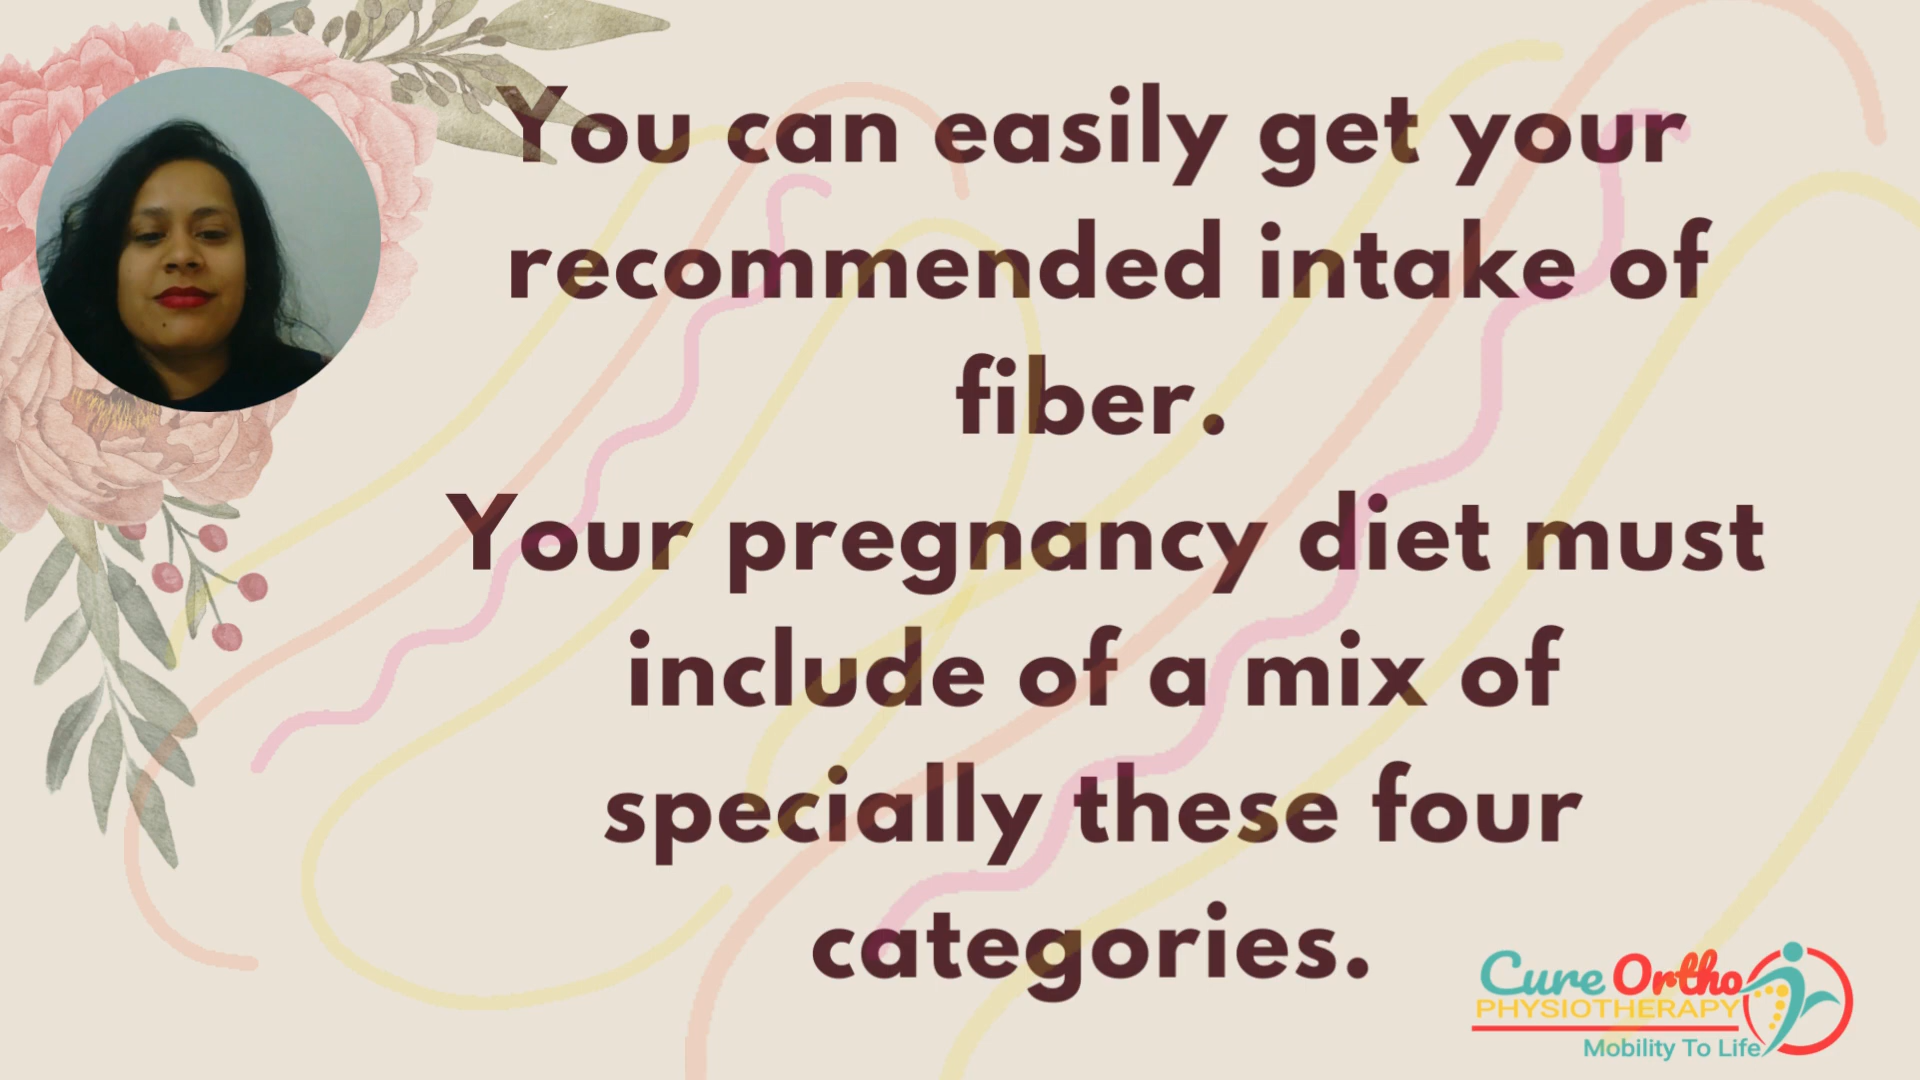 You can easily get your
recommended intake of
fiber.
Your pregnancy diet must
include of a mix of
specially these four
categories.
Cure Ortho
PHYSIOTHERAPY
Mobility To Life